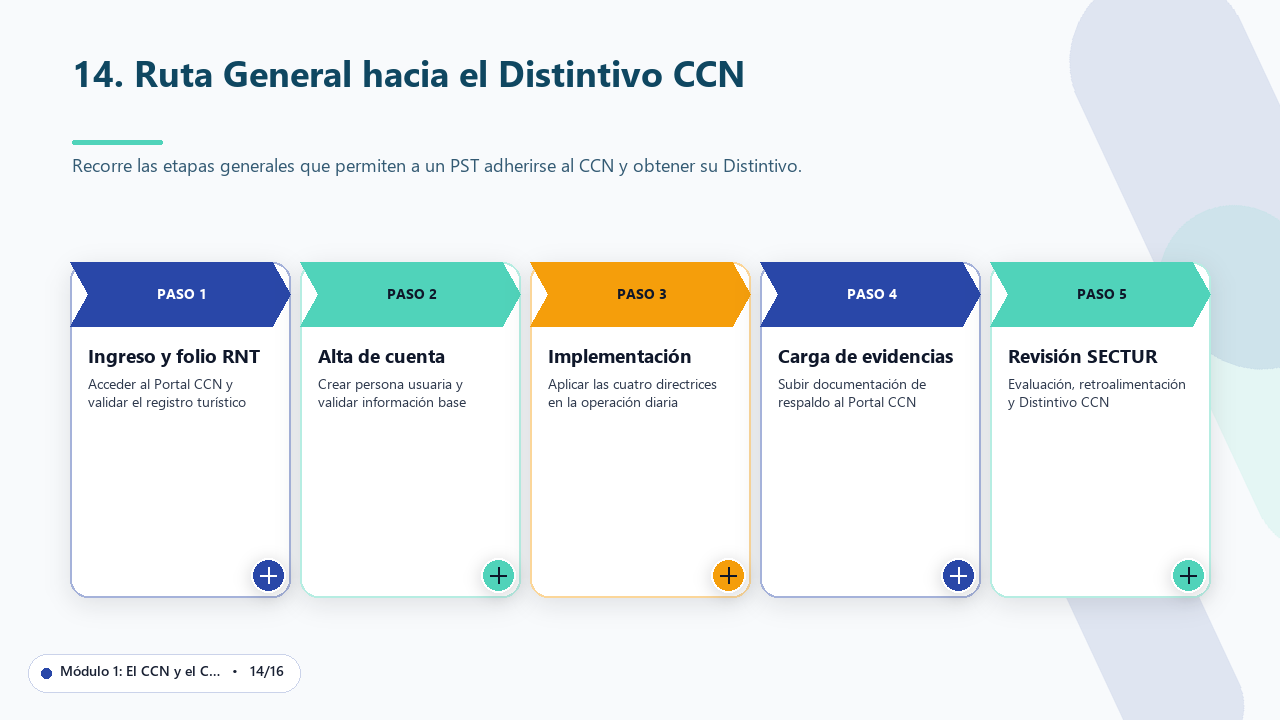 14. Ruta General hacia el Distintivo CCN
Recorre las etapas generales que permiten a un PST adherirse al CCN y obtener su Distintivo.
PASO 1
Ingreso y folio RNT
Acceder al Portal CCN y
validar el registro turístico
PASO 2
Alta de cuenta
Crear persona usuaria y
validar información base
PASO 3
Implementación
Aplicar las cuatro directrices
en la operación diaria
PASO 4
Carga de evidencias
Subir documentación de
respaldo al Portal CCN
PASO 5
Revisión SECTUR
Evaluación, retroalimentación
y Distintivo CCN
Módulo 1: El CCN y el C... • 14/16